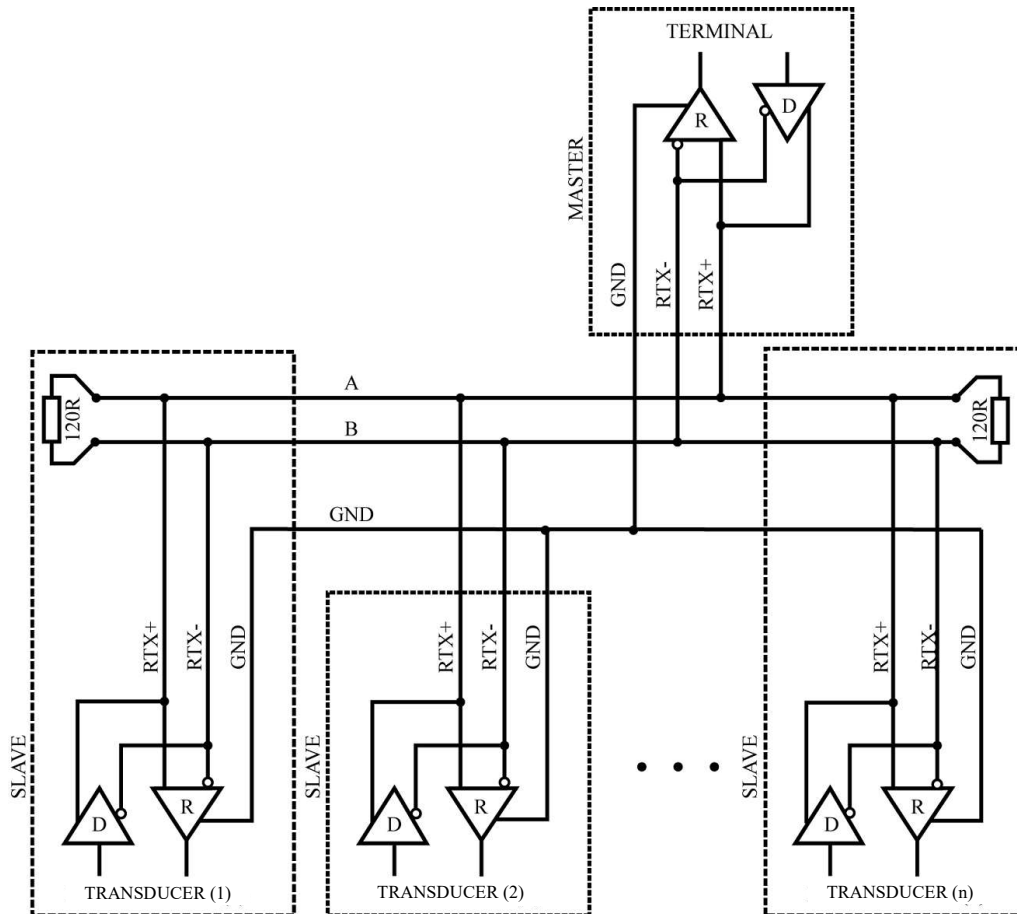 TERMINAL
R
D
MASTER
GND
RTX-
RTX+
120R
A
B
120R
GND
SLAVE
RTX+
RTX-
GND
D
R
TRANSDUCER (1)
SLAVE
RTX+
RTX-
GND
D
R
TRANSDUCER (2)
SLAVE
RTX+
RTX-
GND
D
R
TRANSDUCER (n)